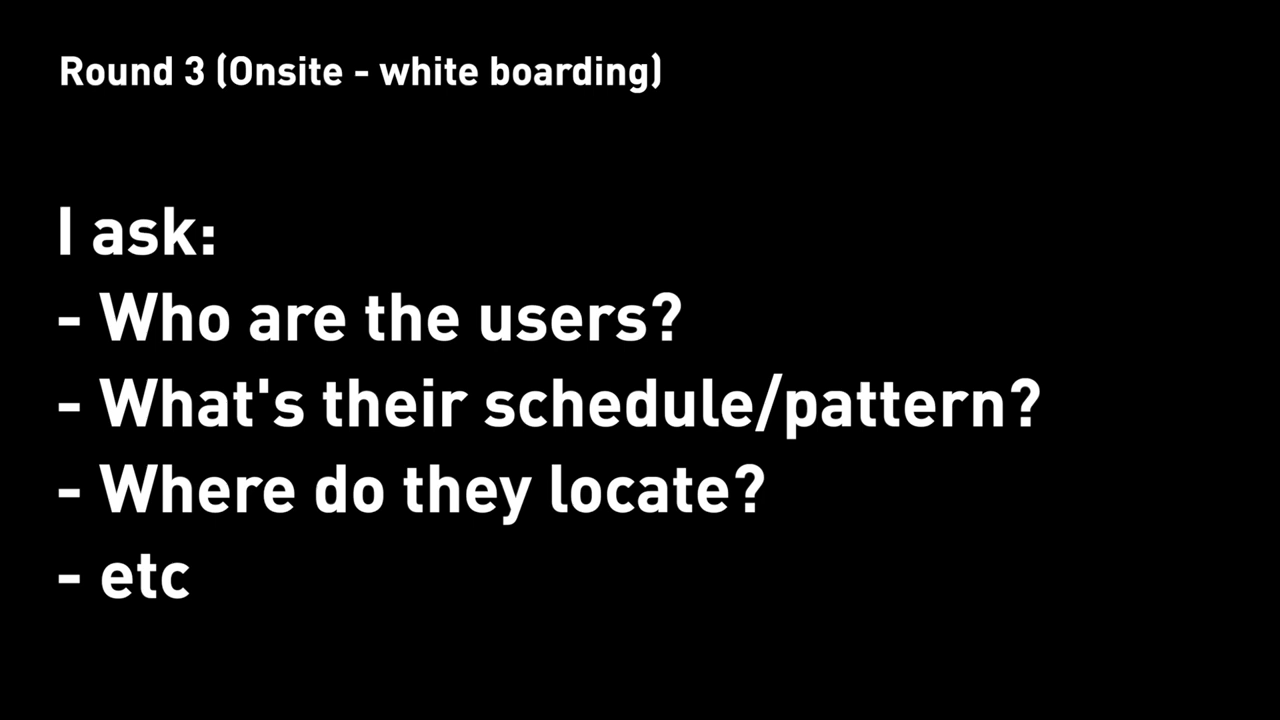 Round 3 (Onsite - white boarding)
I ask:
- Who are the users?
- What's their schedule/pattern?
- Where do they locate?
- etc